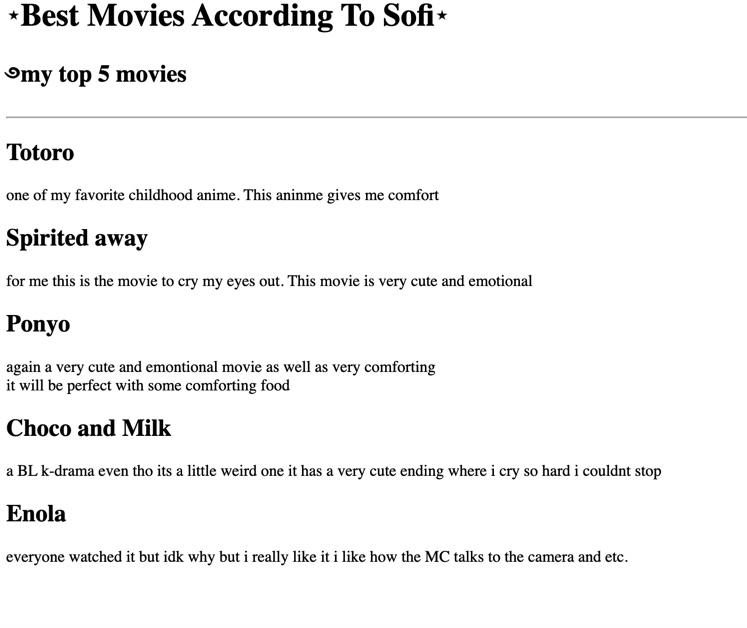 ⋆Best Movies According To Sofi⋆
࿐my top 5 movies
Totoro
one of my favorite childhood anime. This aninme gives me comfort
Spirited away
for me this is the movie to cry my eyes out. This movie is very cute and emotional
Ponyo
again a very cute and emontional movie as well as very comforting
it will be perfect with some comforting food
Choco and Milk
a BL k-drama even tho its a little weird one it has a very cute ending where i cry so hard i couldnt stop
Enola
everyone watched it but idk why but i really like it i like how the MC talks to the camera and etc.